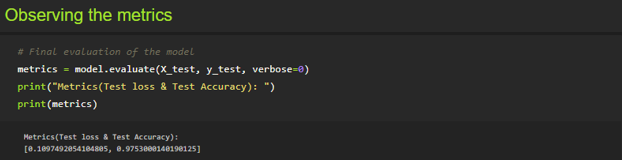 Observing the metrics
# Final evaluation of the model
metrics = model.evaluate(X_test, y_test, verbose=0)
print("Metrics(Test loss & Test Accuracy): ")
print(metrics)
Metrics(Test loss & Test Accuracy):
[0.1097492054104805, 0.9753000140190125]